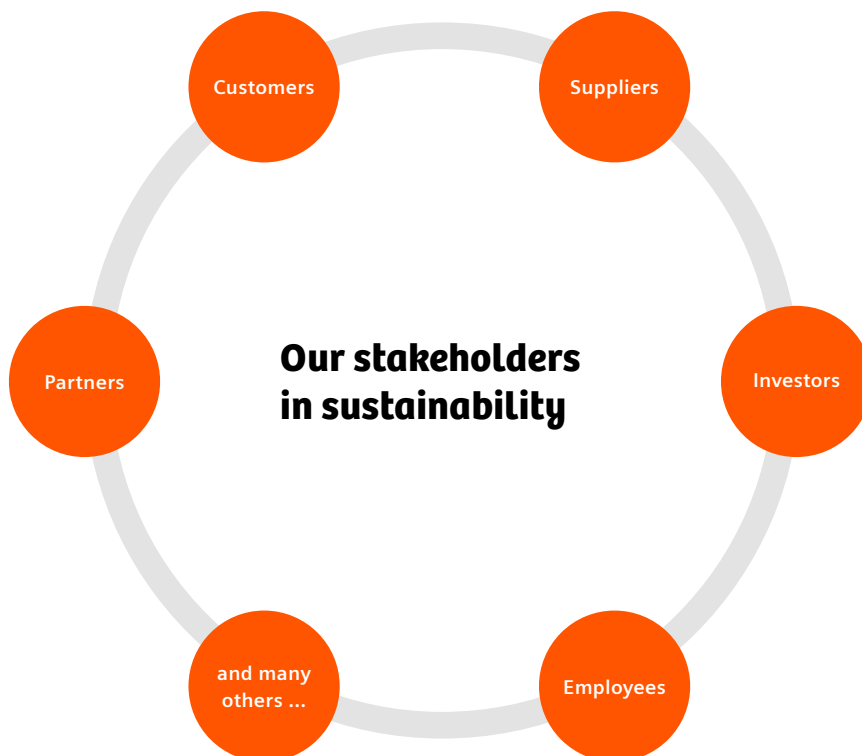 Customers
Suppliers
Partners
Our stakeholders
in sustainability
Investors
and many
others ...
Employees